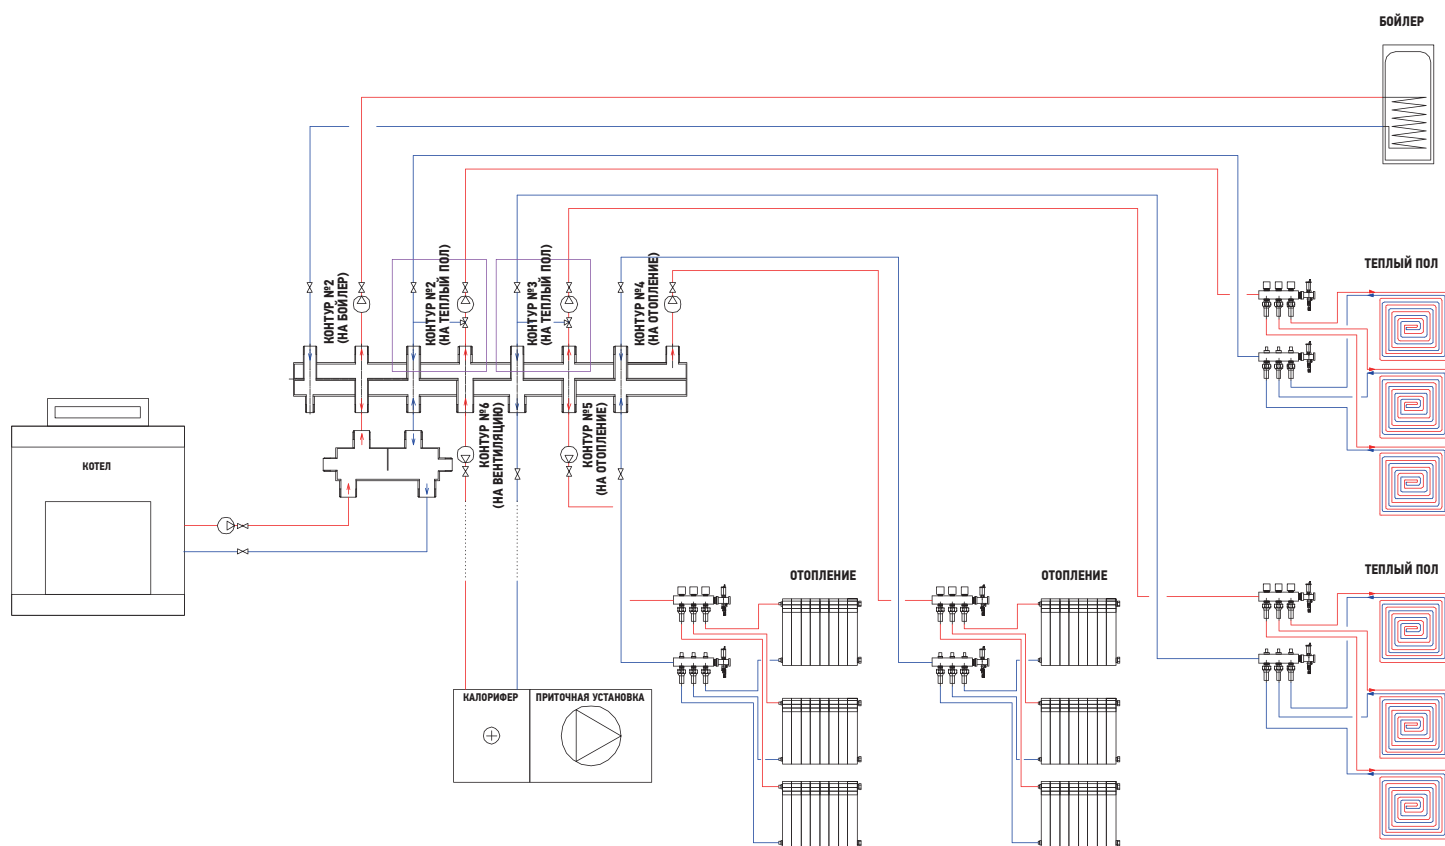 БОЙЛЕР
КОНТУР №2
(НА БОЙЛЕР)
КОНТУР №2
(НА ТЕПЛЫЙ ПОЛ)
КОНТУР №3
(НА ТЕПЛЫЙ ПОЛ)
КОНТУР №4
(НА ОТОПЛЕНИЕ)
ТЕПЛЫЙ ПОЛ
КОТЕЛ
КОНТУР №6
(НА ВЕНТИЛЯЦИЮ)
КОНТУР №5
(НА ОТОПЛЕНИЕ)
ОТОПЛЕНИЕ
ОТОПЛЕНИЕ
ТЕПЛЫЙ ПОЛ
КАЛОРИФЕР
ПРИТОЧНАЯ УСТАНОВКА